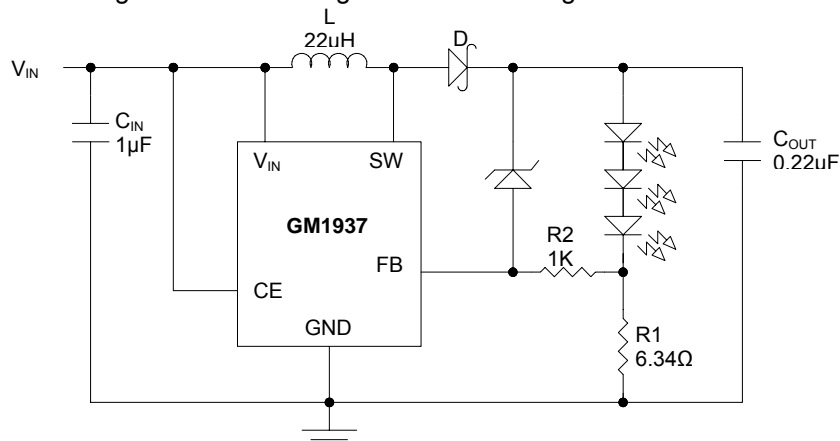 L
22uH
D
VIN
CIN
1µF
VIN
SW
COUT
0.22uF
GM1937
R2
1K
FB
CE
GND
R1
6.34Ω